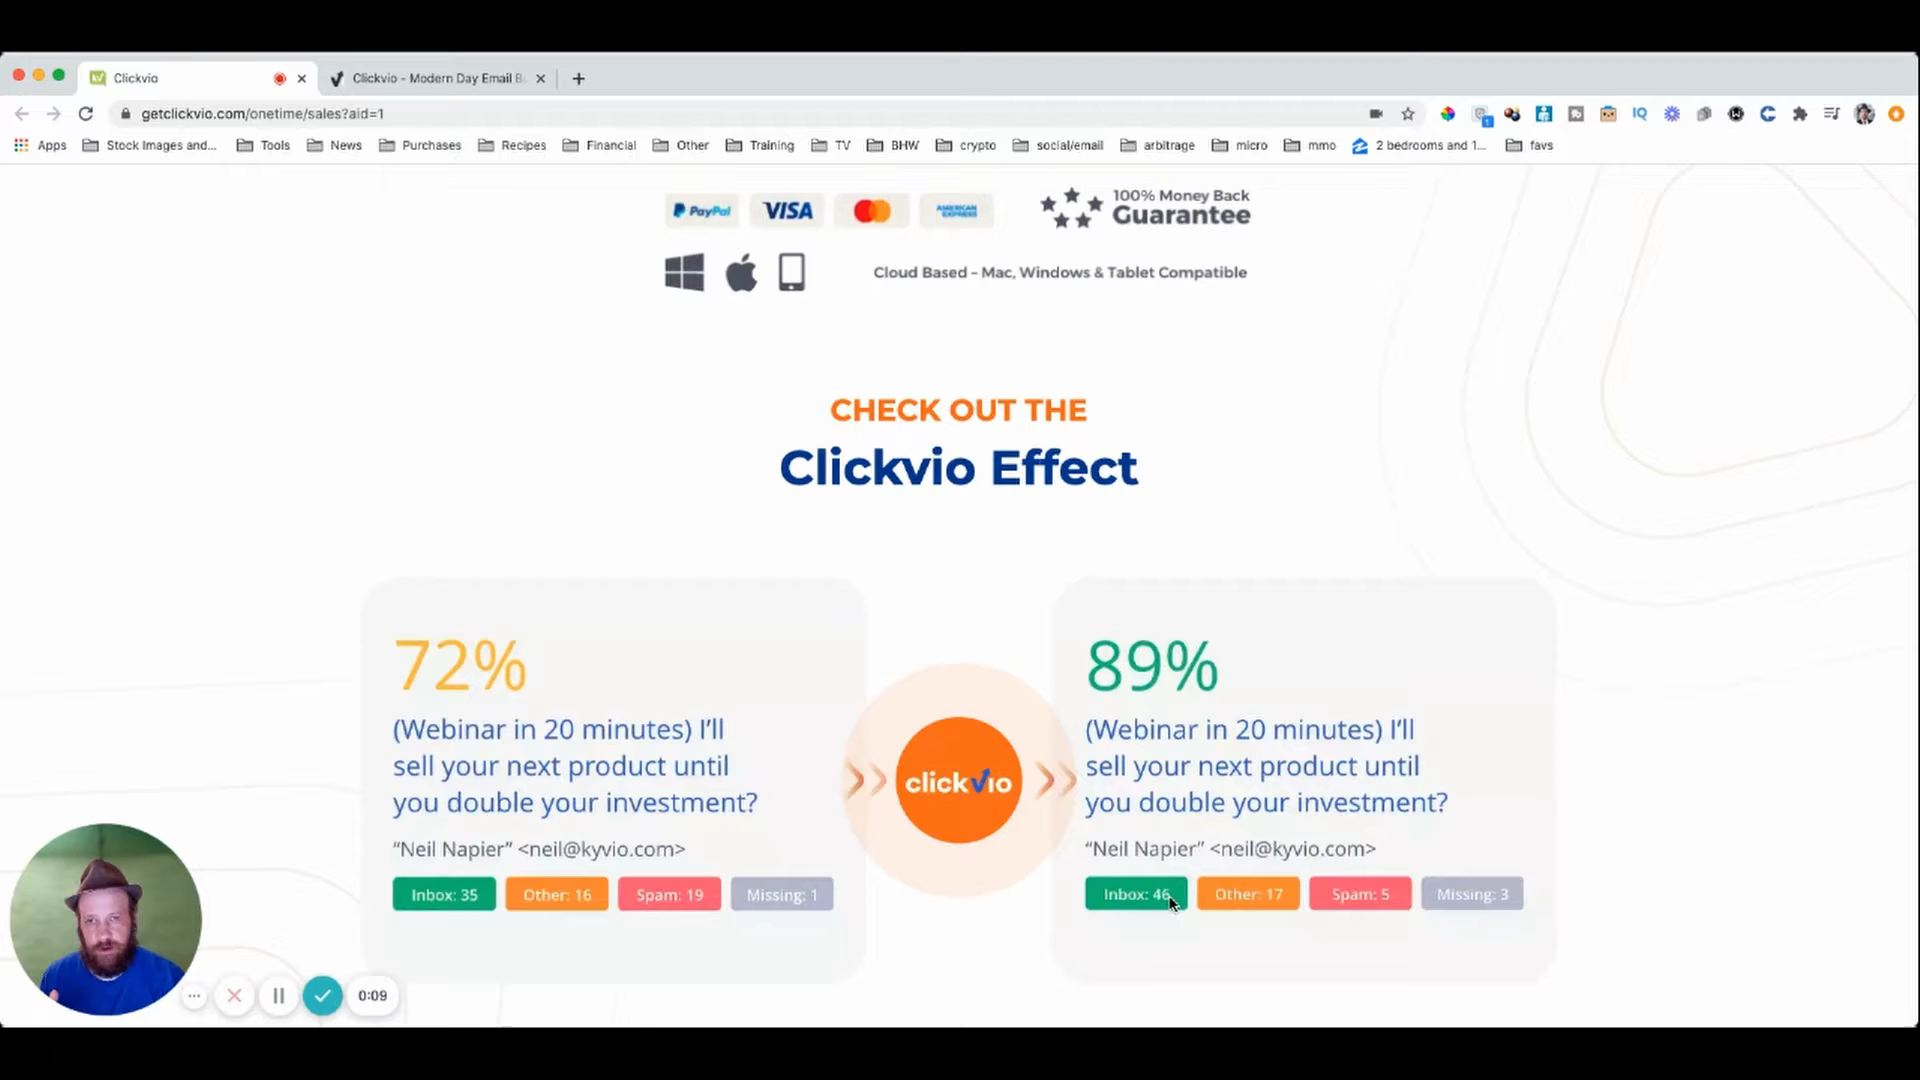 Clickvio
Clickvio - Modern Day Email B
getclickvio.com/onetime/sales?aid=1
Apps
Stock Images and...
Tools
News
Purchases
Recipes
Financial
Other
Training
TV
BHW
crypto
social/email
arbitrage
micro
mmo
2 bedrooms and 1...
favs
PayPal
VISA
AMERICAN EXPRESS
100% Money Back
Guarantee
Cloud Based - Mac, Windows & Tablet Compatible
CHECK OUT THE
Clickvio Effect
72%
(Webinar in 20 minutes) I'll
sell your next product until
you double your investment?
“Neil Napier” <neil@kyvio.com>
Inbox: 35
Other: 16
Spam: 19
Missing: 1
clickvio
89%
(Webinar in 20 minutes) I'll
sell your next product until
you double your investment?
“Neil Napier” <neil@kyvio.com>
Inbox: 46
Other: 17
Spam: 5
Missing: 3
0:09